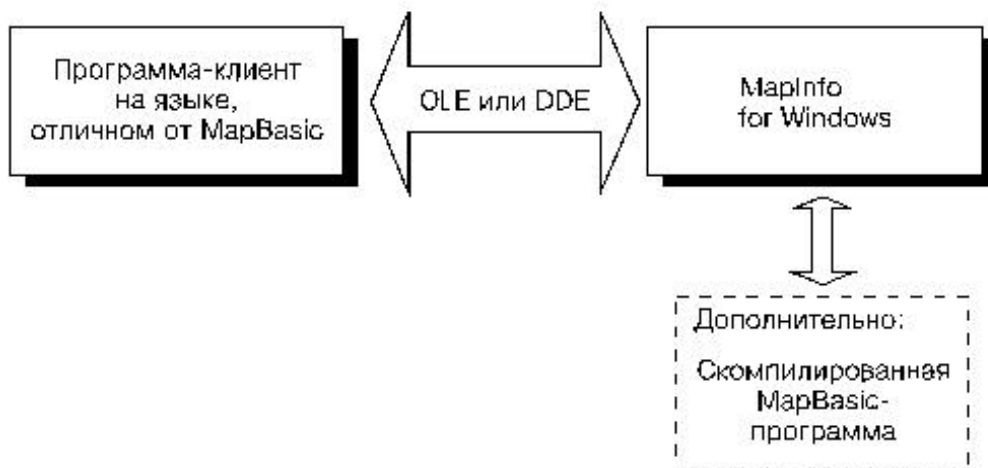 Программа-клиент
на языке,
отличном от MapBasic
OLE или DDE
MapInfo
for Windows
Дополнительно:
Скомпилированная
MapBasic-
программа